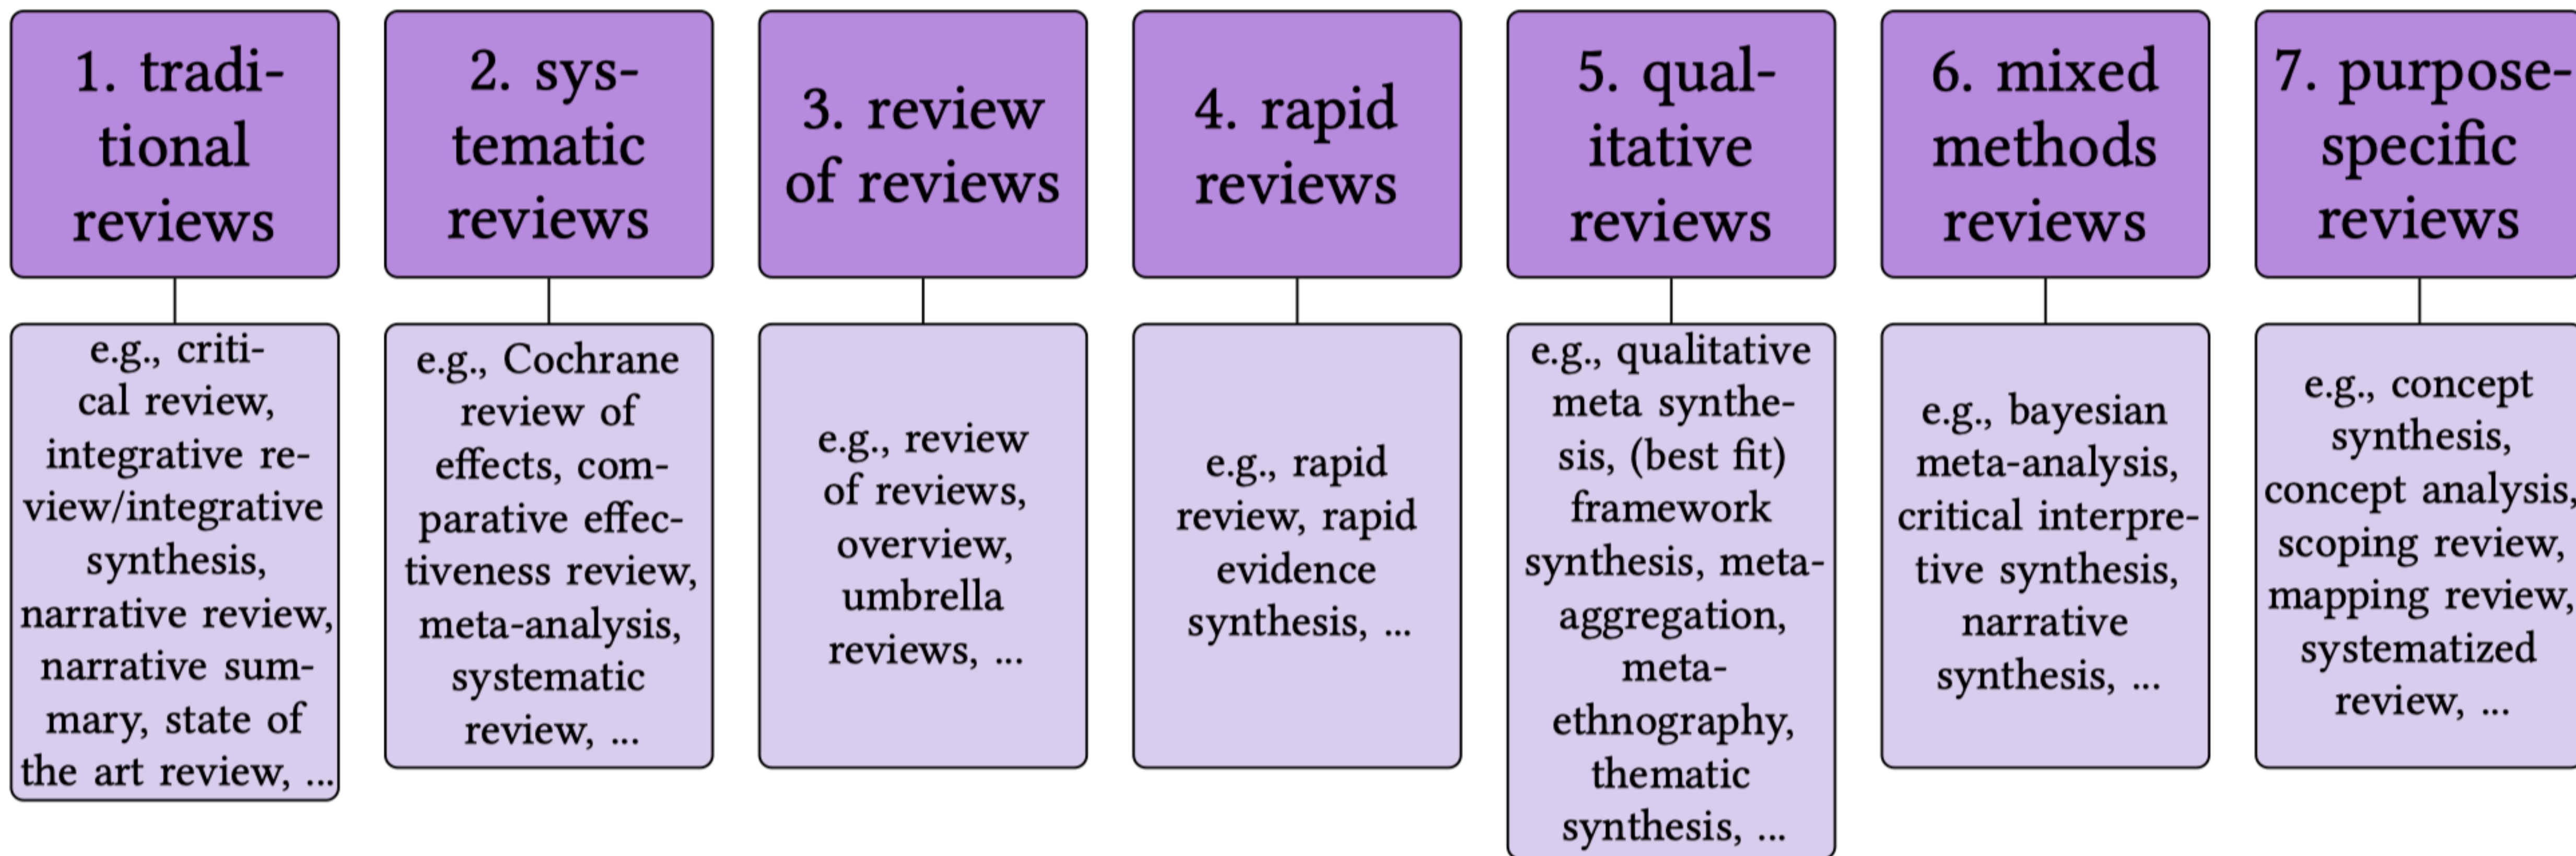 1. tradi-
tional
reviews
2. sys-
tematic
reviews
3. review
of reviews
4. rapid
reviews
5. qual-
itative
reviews
6. mixed
methods
reviews
7. purpose-
specific
reviews
e.g., criti-
cal review,
integrative re-
view/integrative
synthesis,
narrative review,
narrative sum-
mary, state of
the art review, ...
e.g., Cochrane
review of
effects, com-
parative effec-
tiveness review,
meta-analysis,
systematic
review, ...
e.g., review
of reviews,
overview,
umbrella
reviews, ...
e.g., rapid
review, rapid
evidence
synthesis, ...
e.g., qualitative
meta synthe-
sis, (best fit)
framework
synthesis, meta-
aggregation,
meta-
ethnography,
thematic
synthesis, ...
e.g., bayesian
meta-analysis,
critical interpre-
tive synthesis,
narrative
synthesis, ...
e.g., concept
synthesis,
concept analysis,
scoping review,
mapping review,
systematized
review, ...